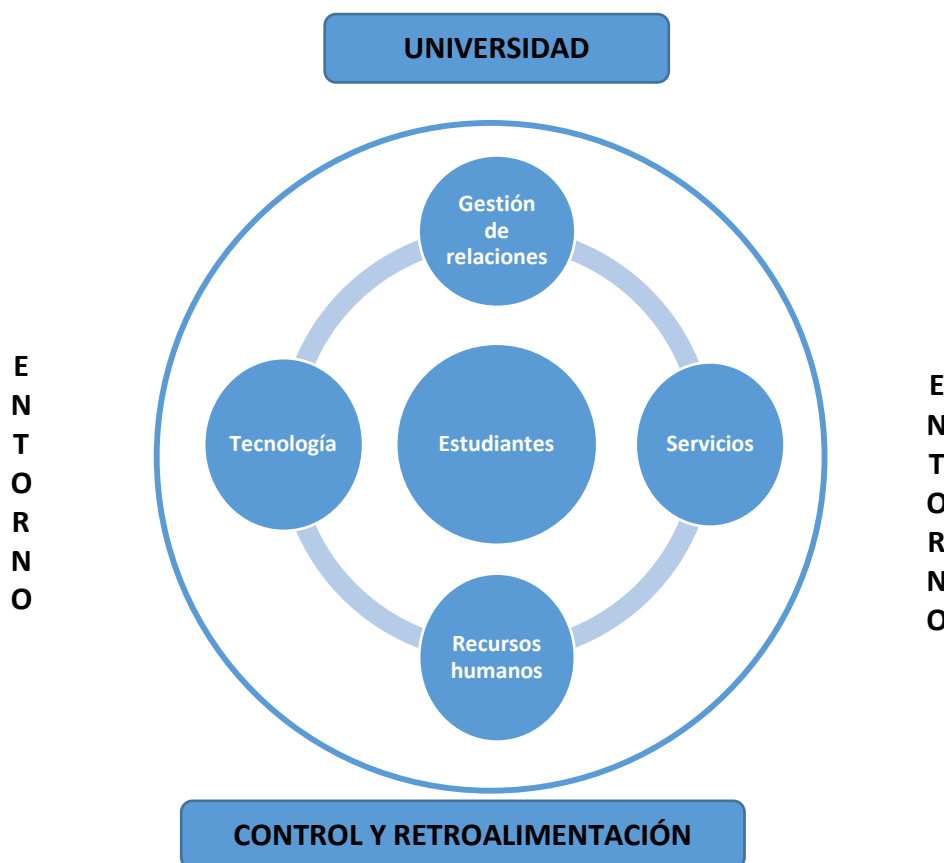 UNIVERSIDAD
Gestión
de
relaciones
E
N
T
O
R
N
O
Tecnología
Estudiantes
Servicios
E
N
T
O
R
N
O
Recursos
humanos
CONTROL Y RETROALIMENTACIÓN